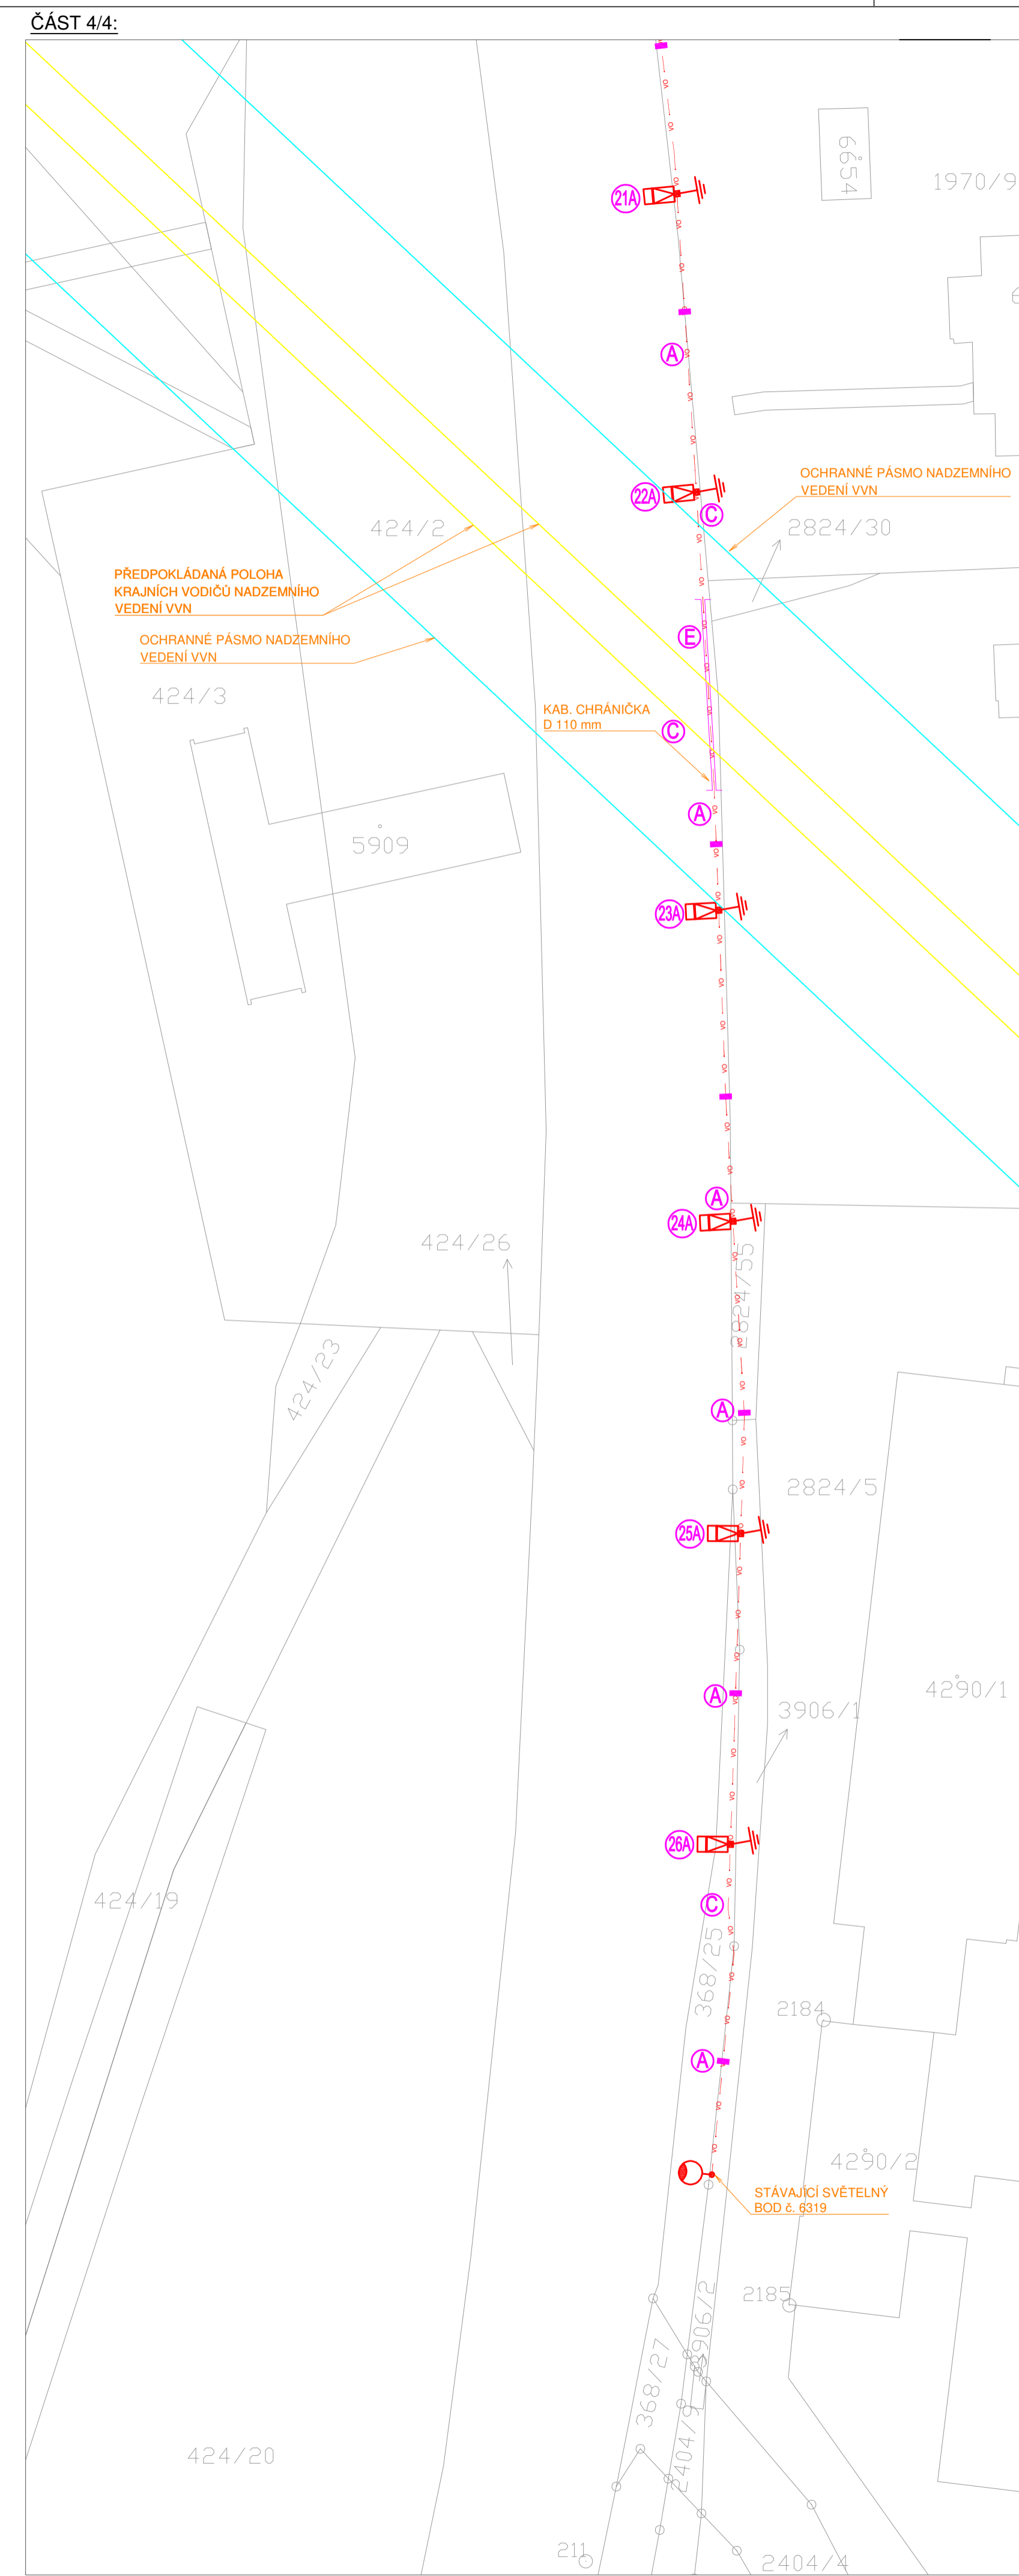 ČÁST 4/4:
VO
6654
1970/9
21A
A
22A
C
OCHRANNÉ PÁSMO NADZEMNÍHO
VEDENÍ VVN
424/2
2824/30
PŘEDPOKLÁDANÁ POLOHA
KRAJNÍCH VODIČŮ NADZEMNÍHO
VEDENÍ VVN
OCHRANNÉ PÁSMO NADZEMNÍHO
VEDENÍ VVN
E
424/3
KAB. CHRÁNIČKA
D 110 mm
C
A
5909
23A
A
24A
424/26
2824/55
424/23
A
2824/5
25A
4290/1
A
3906/1
26A
424/19
C
368/25
2184
A
4290/2
STÁVAJÍCÍ SVĚTELNÝ
BOD č. 6319
2185
3906/2
368/27
2404/9
424/20
211
2404/4